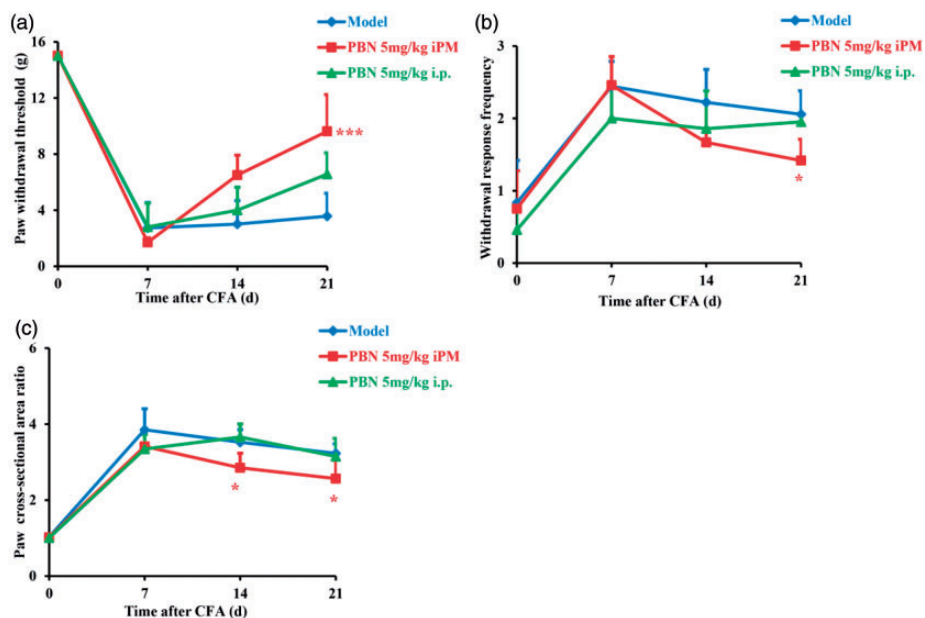 (a)
Model
PBN 5mg/kg iPM
PBN 5mg/kg i.p.
Paw withdrawal threshold (g)
16
12
8
4
0
***
0 7 14 21
Time after CFA (d)
(b)
Model
PBN 5mg/kg iPM
PBN 5mg/kg i.p.
Withdrawal response frequency
3
2
1
0
*
0 7 14 21
Time after CFA (d)
(c)
Model
PBN 5mg/kg iPM
PBN 5mg/kg i.p.
Paw cross-sectional area ratio
6
4
2
0
* *
0 7 14 21
Time after CFA (d)